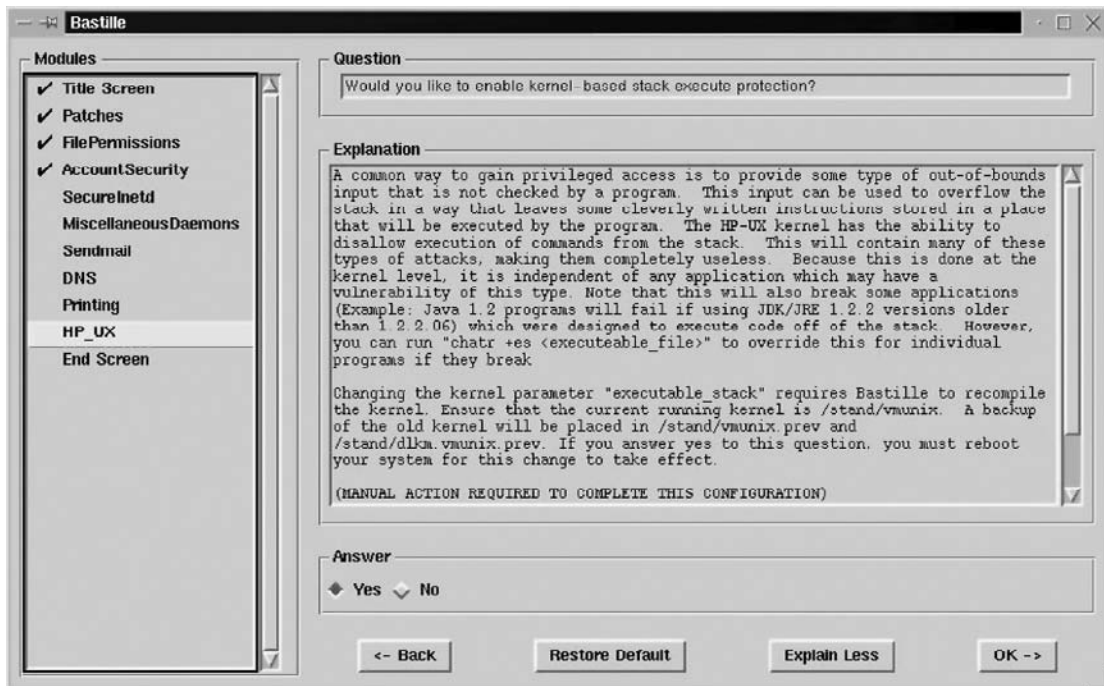 Bastille
Modules
Title Screen
Patches
FilePermissions
AccountSecurity
SecureInetd
MiscellaneousDaemons
Sendmail
DNS
Printing
HP_UX
End Screen
Question
Would you like to enable kernel-based stack execute protection?
Explanation
A common way to gain privileged access is to provide some type of out-of-bounds
input that is not checked by a program.  This input can be used to overflow the
stack in a way that leaves some cleverly written instructions stored in a place
that will be executed by the program.  The HP-UX kernel has the ability to
disallow execution of commands from the stack.  This will contain many of these
types of attacks, making them completely useless.  Because this is done at the
kernel level, it is independent of any application which may have a
vulnerability of this type. Note that this will also break some applications
(Example: Java 1.2 programs will fail if using JDK/JRE 1.2.2 versions older
than 1.2.2.06) which were designed to execute code off of the stack.  However,
you can run "chatr +es <executeable_file>" to override this for individual
programs if they break
Changing the kernel parameter "executable_stack" requires Bastille to recompile
the kernel. Ensure that the current running kernel is /stand/vmunix.  A backup
of the old kernel will be placed in /stand/vmunix.prev and
/stand/dlkm.vmunix.prev. If you answer yes to this question, you must reboot
your system for this change to take effect.
(MANUAL ACTION REQUIRED TO COMPLETE THIS CONFIGURATION)
Answer
Yes No
<- Back Restore Default Explain Less OK ->